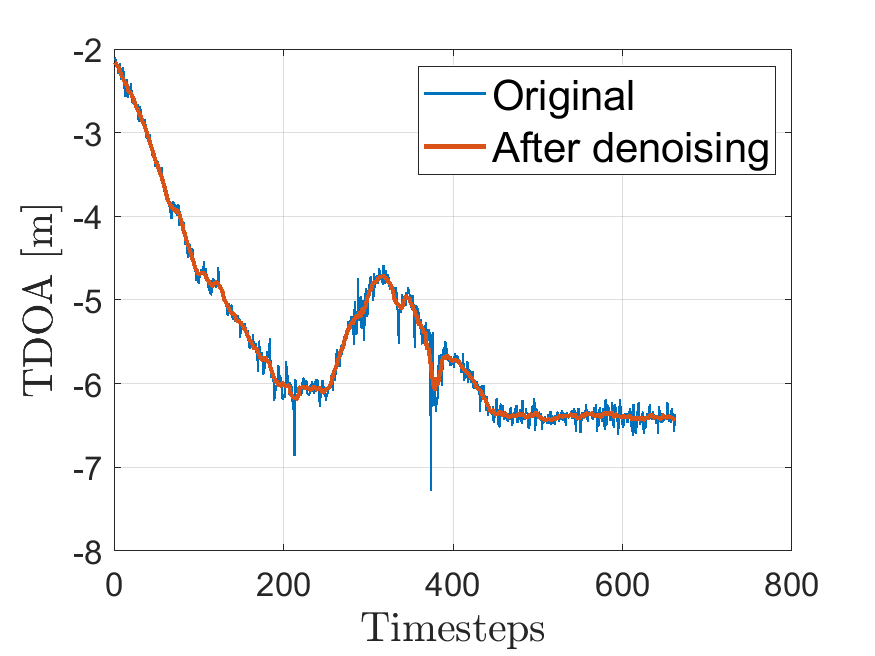 Original
After denoising
TDOA [m]
-2
-3
-4
-5
-6
-7
-8
0 200 400 600 800
Timesteps